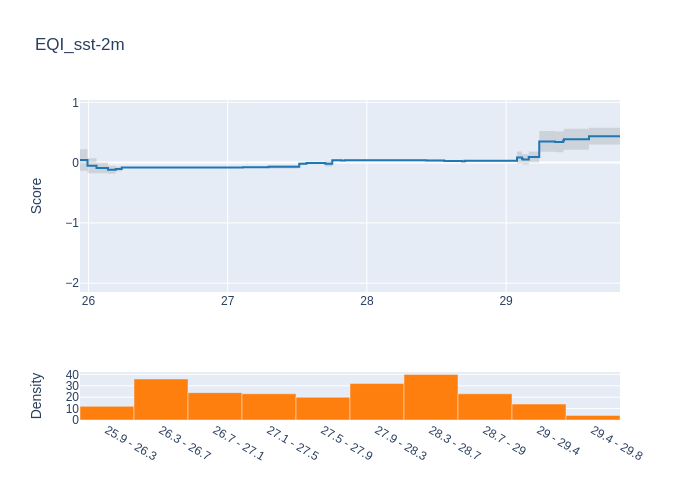 EQI_sst-2m
1
0
−1
−2
Score
26
27
28
29
40
30
20
10
0
Density
25.9 - 26.3
26.3 - 26.7
26.7 - 27.1
27.1 - 27.5
27.5 - 27.9
27.9 - 28.3
28.3 - 28.7
28.7 - 29
29 - 29.4
29.4 - 29.8